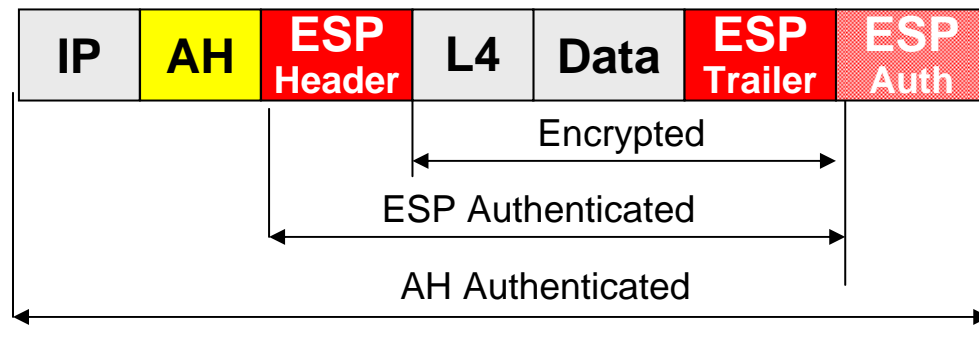 IP
AH
ESP
Header
L4
Data
ESP
Trailer
ESP
Auth
Encrypted
ESP Authenticated
AH Authenticated